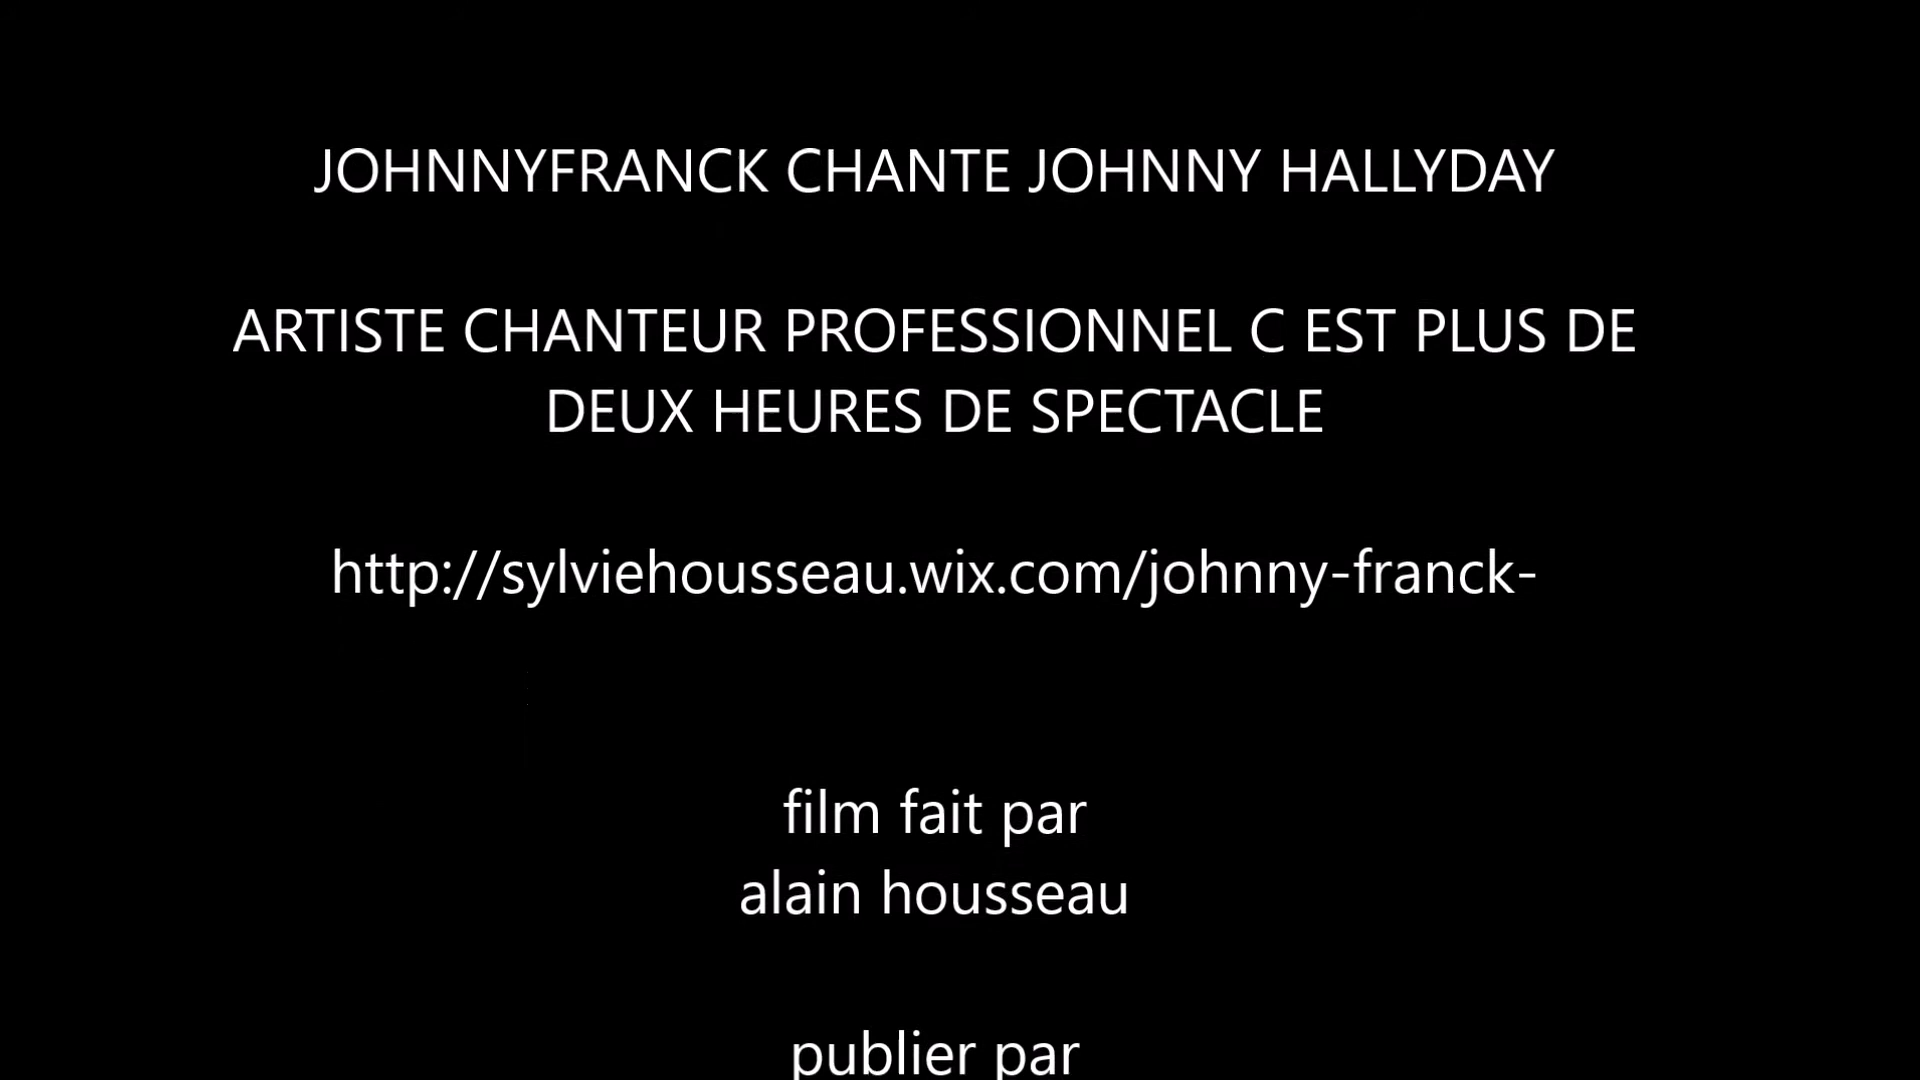 JOHNNYFRANCK CHANTE JOHNNY HALLYDAY
ARTISTE CHANTEUR PROFESSIONNEL C EST PLUS DE
DEUX HEURES DE SPECTACLE
http://sylviehousseau.wix.com/johnny-franck-
film fait par
alain housseau
publier par